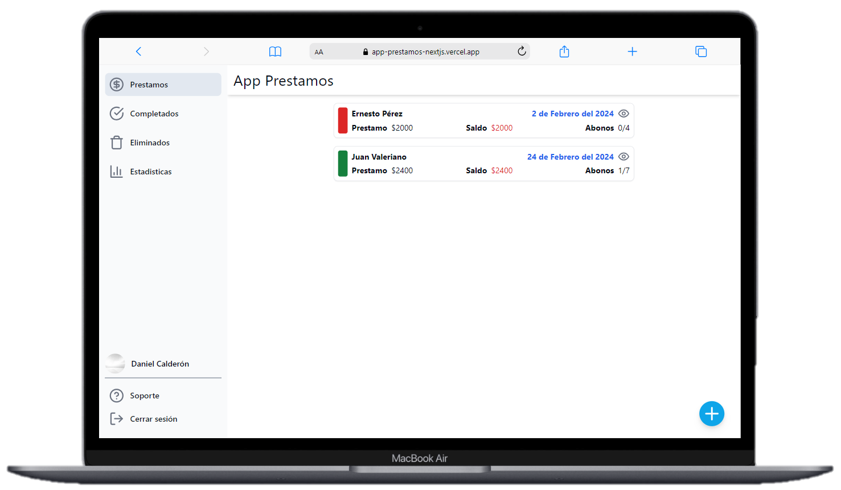 AA app-prestamos-nextjs.vercel.app
App Prestamos
Prestamos
Completados
Eliminados
Estadisticas
Ernesto Pérez 2 de Febrero del 2024
Prestamo $2000 Saldo $2000 Abonos 0/4
Juan Valeriano 24 de Febrero del 2024
Prestamo $2400 Saldo $2400 Abonos 1/7
Daniel Calderón
Soporte
Cerrar sesión
MacBook Air